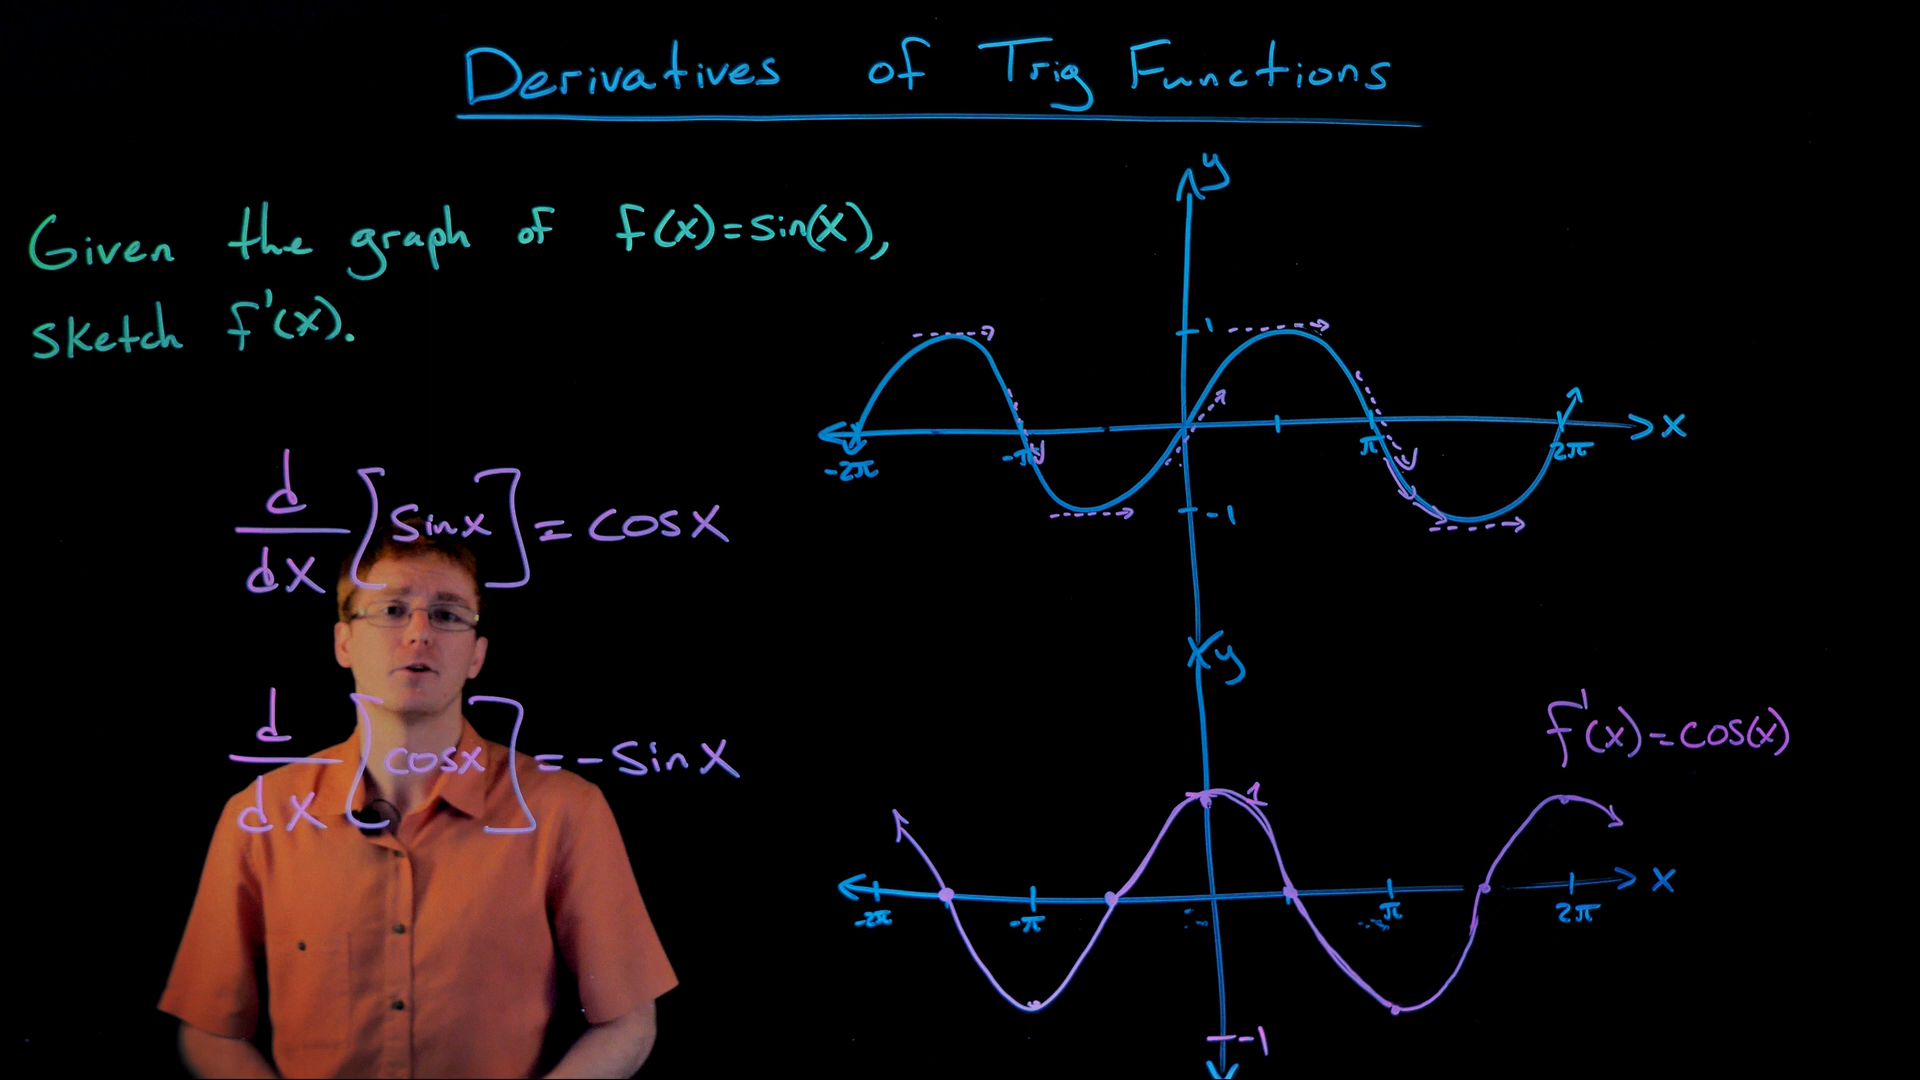 Derivatives of Trig Functions
Given the graph of f(x)=sin(x),
sketch f'(x).
d/dx [sin x] = cos x
d/dx [cos x] = -sin x
y
1
-2π -π π 2π x
-1
y
f'(x)=cos(x)
1
-2π -π π 2π x
-1